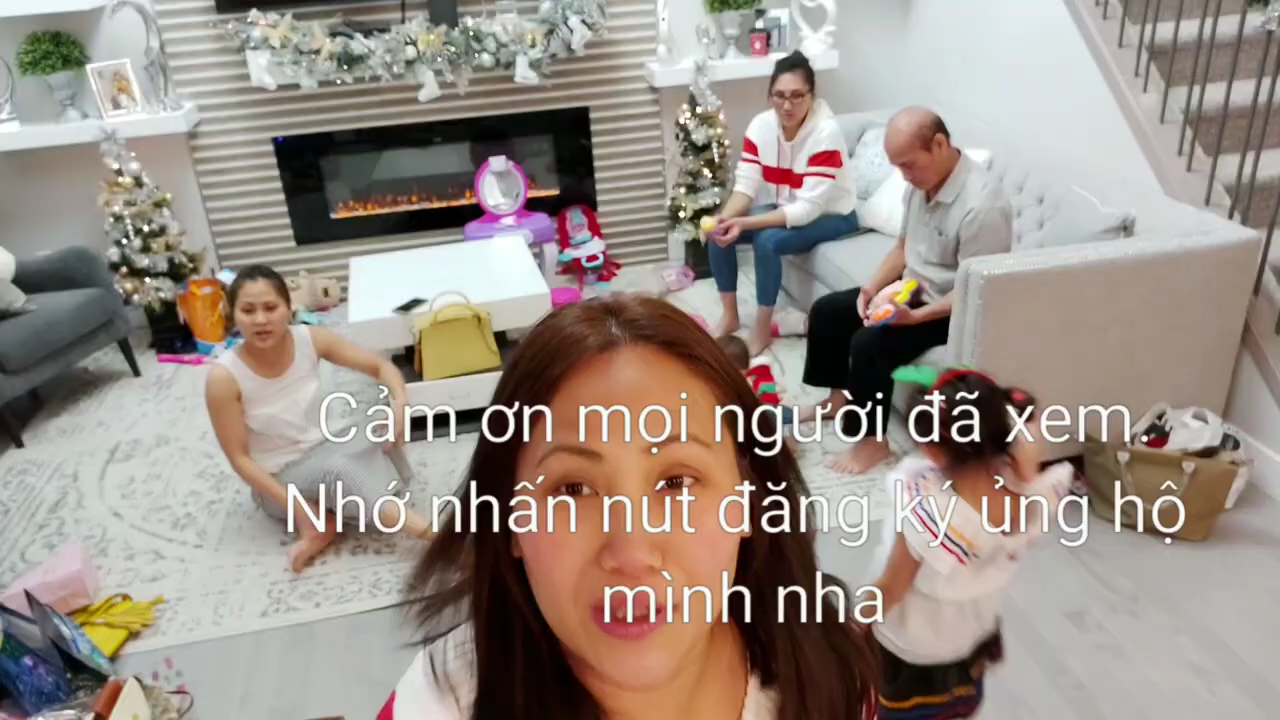 Cảm ơn mọi người đã xem.
Nhớ nhấn nút đăng ký ủng hộ
mình nha